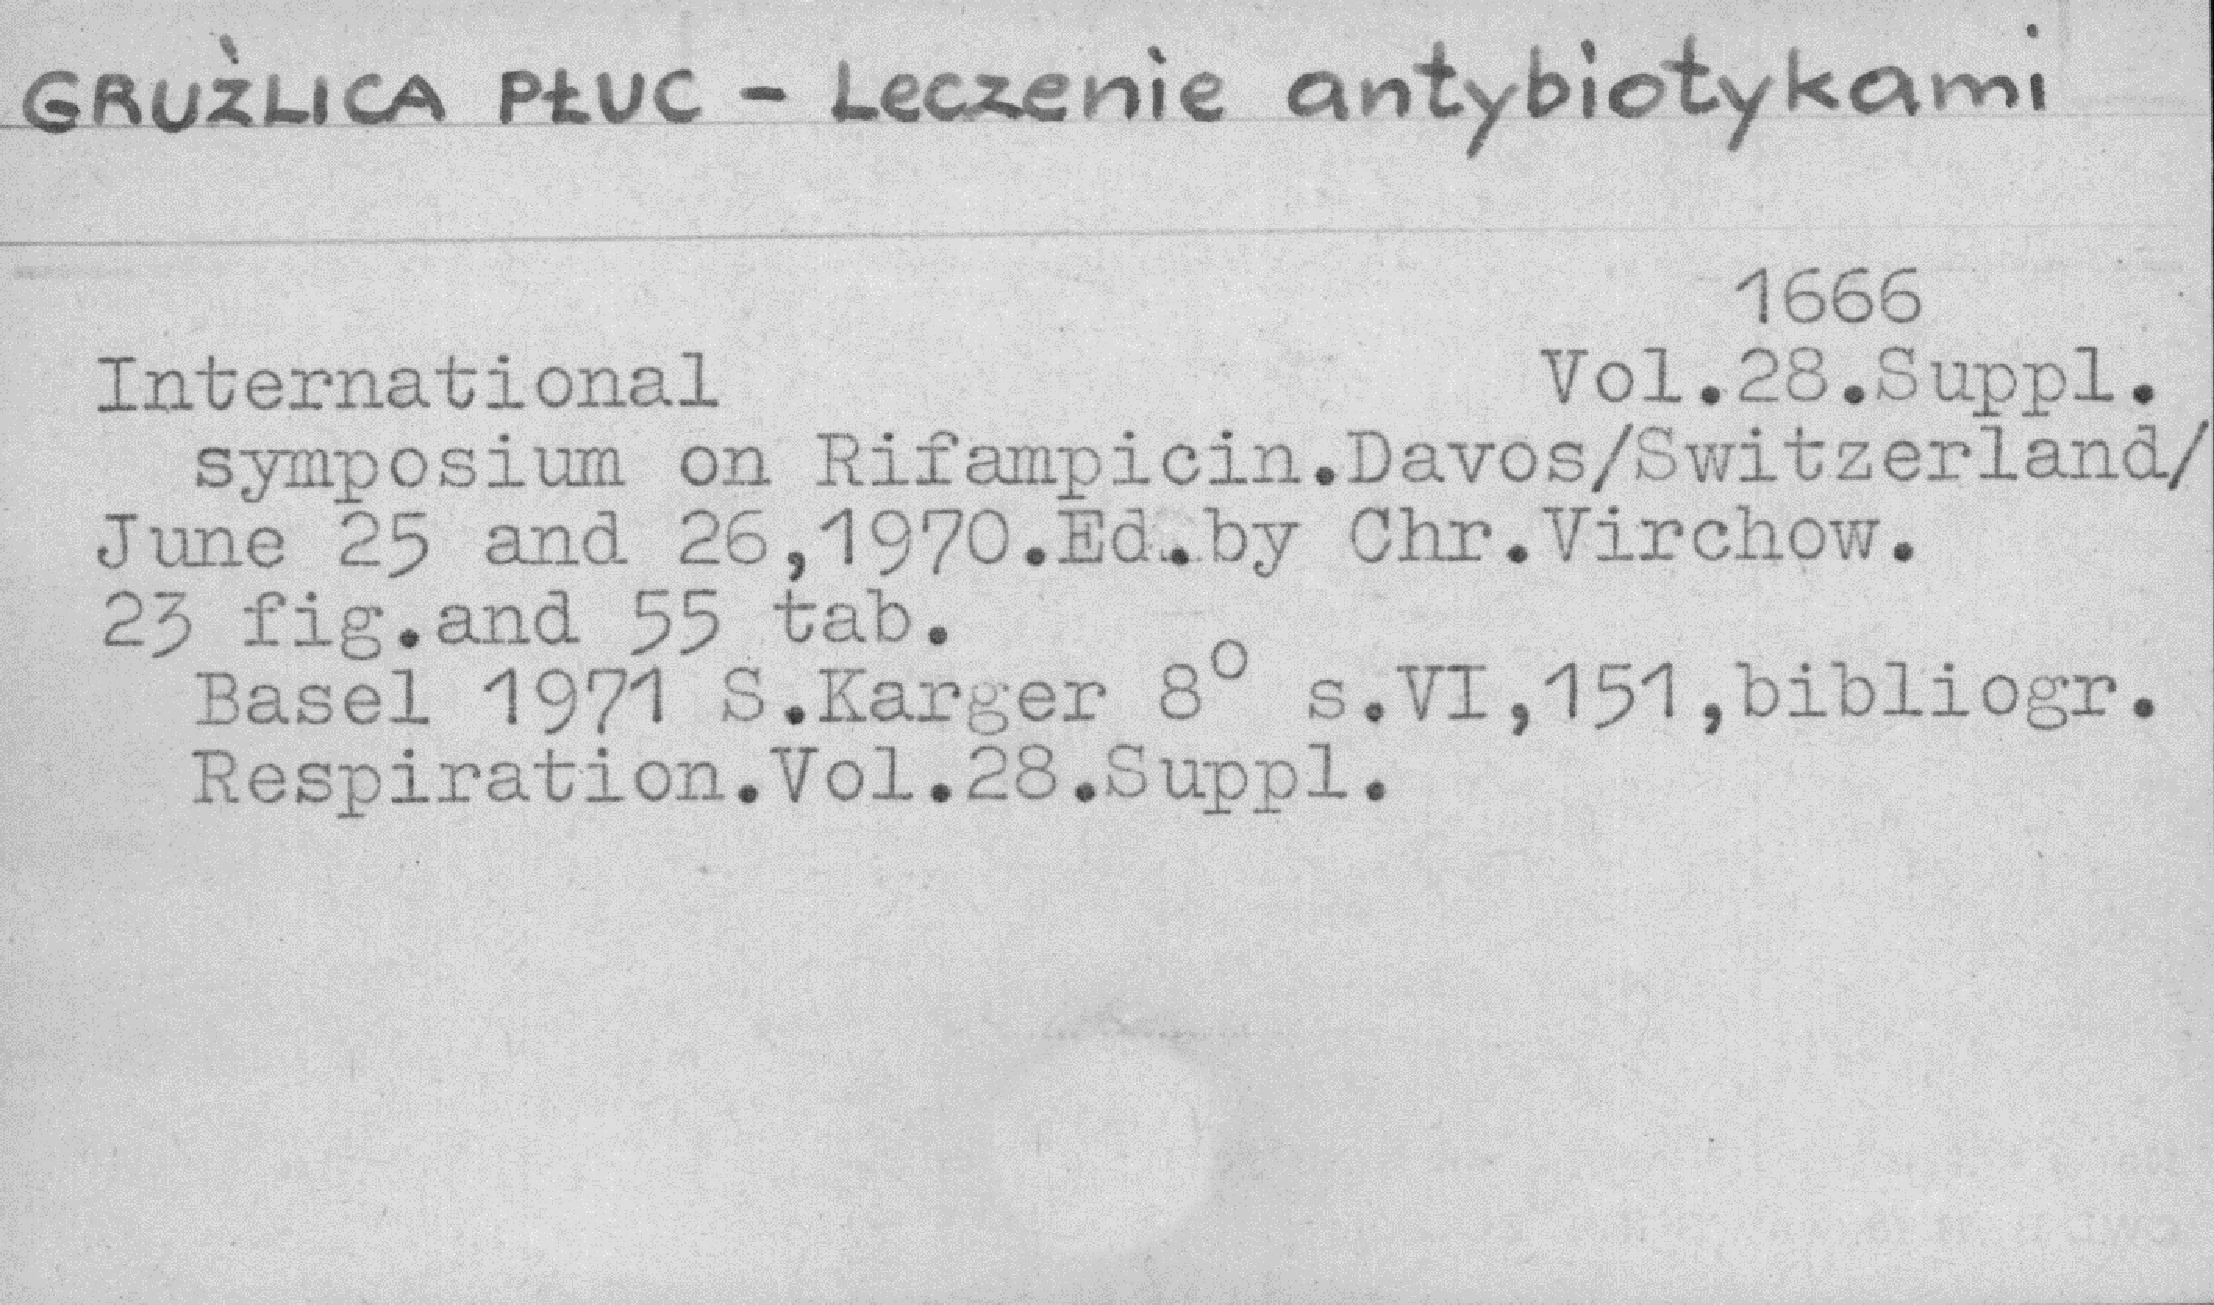 GRUŹLICA PŁUC - Leczenie antybiotykami
1666
International Vol.28.Suppl.
symposium on Rifampicin.Davos/Switzerland/
June 25 and 26,1970.Ed.by Chr.Virchow.
23 fig.and 55 tab.
Basel 1971 S.Karger 8° s.VI,151,bibliogr.
Respiration.Vol.28.Suppl.